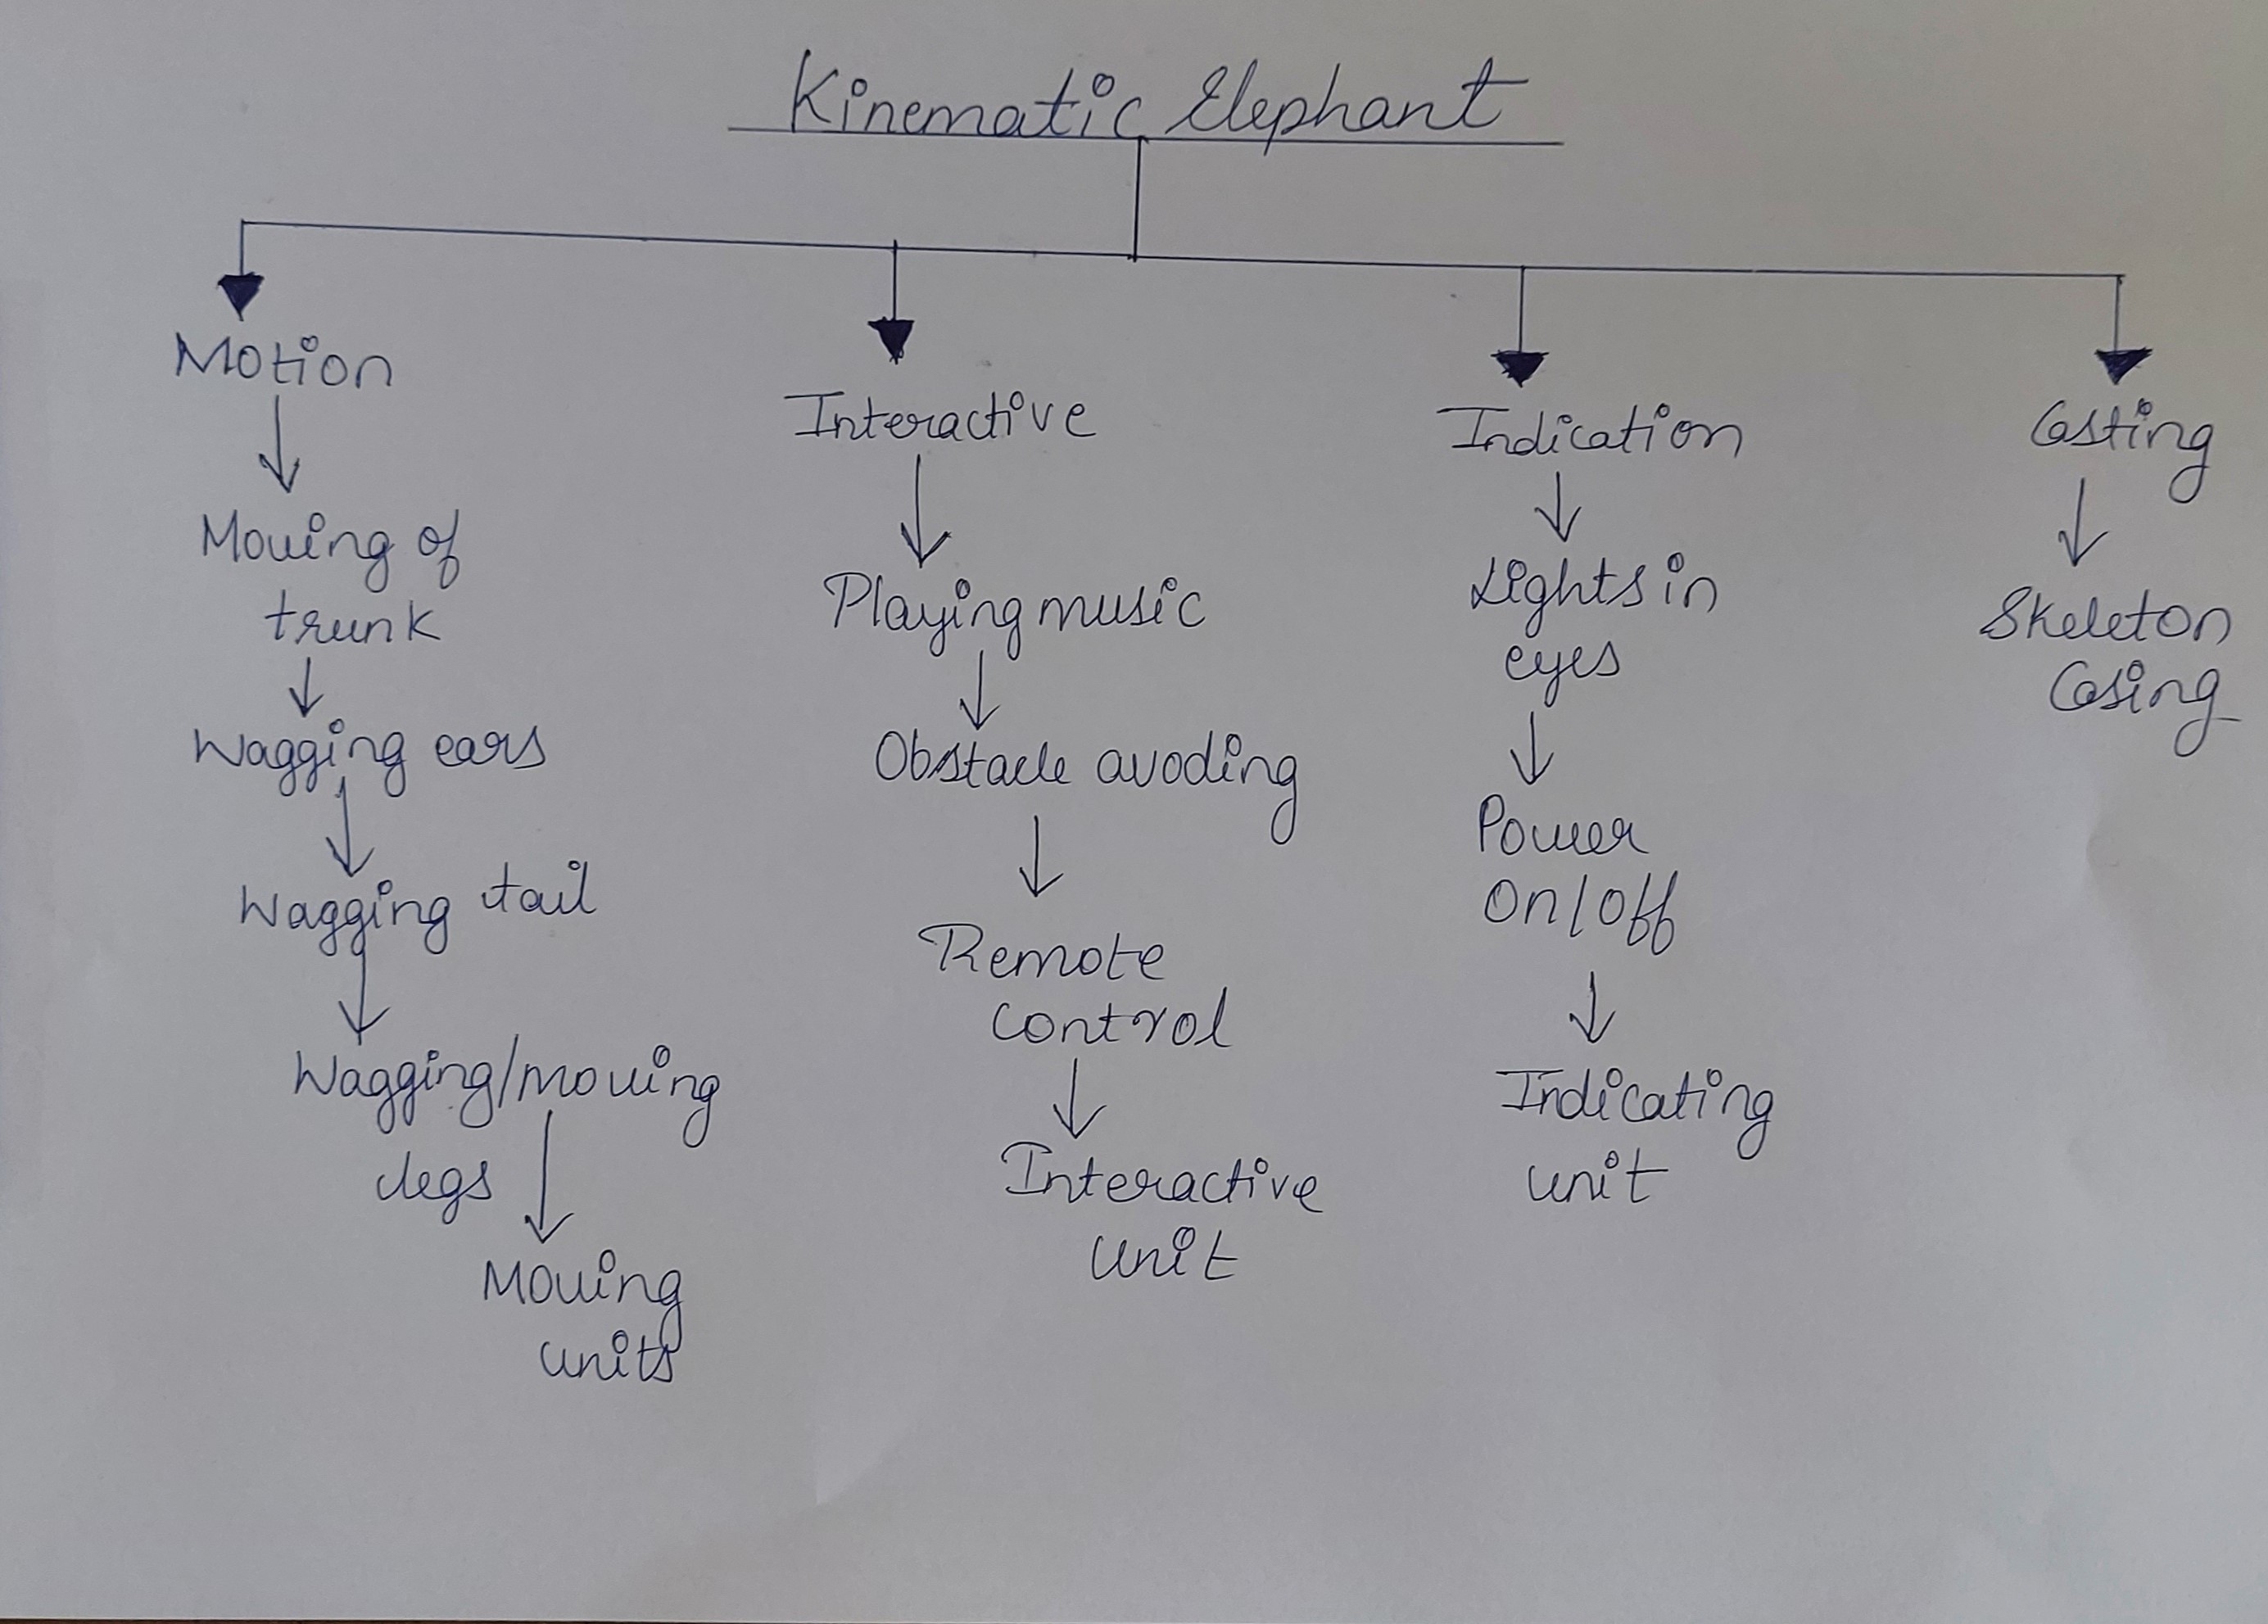 Kinematic Elephant
Motion
Moving of
trunk
Wagging ears
Wagging tail
Wagging/moving
legs
Moving
units
Interactive
Playing music
Obstacle avoding
Remote
control
Interactive
unit
Indication
Lights in
eyes
Power
On/off
Indicating
unit
Casting
Skeleton
Casing